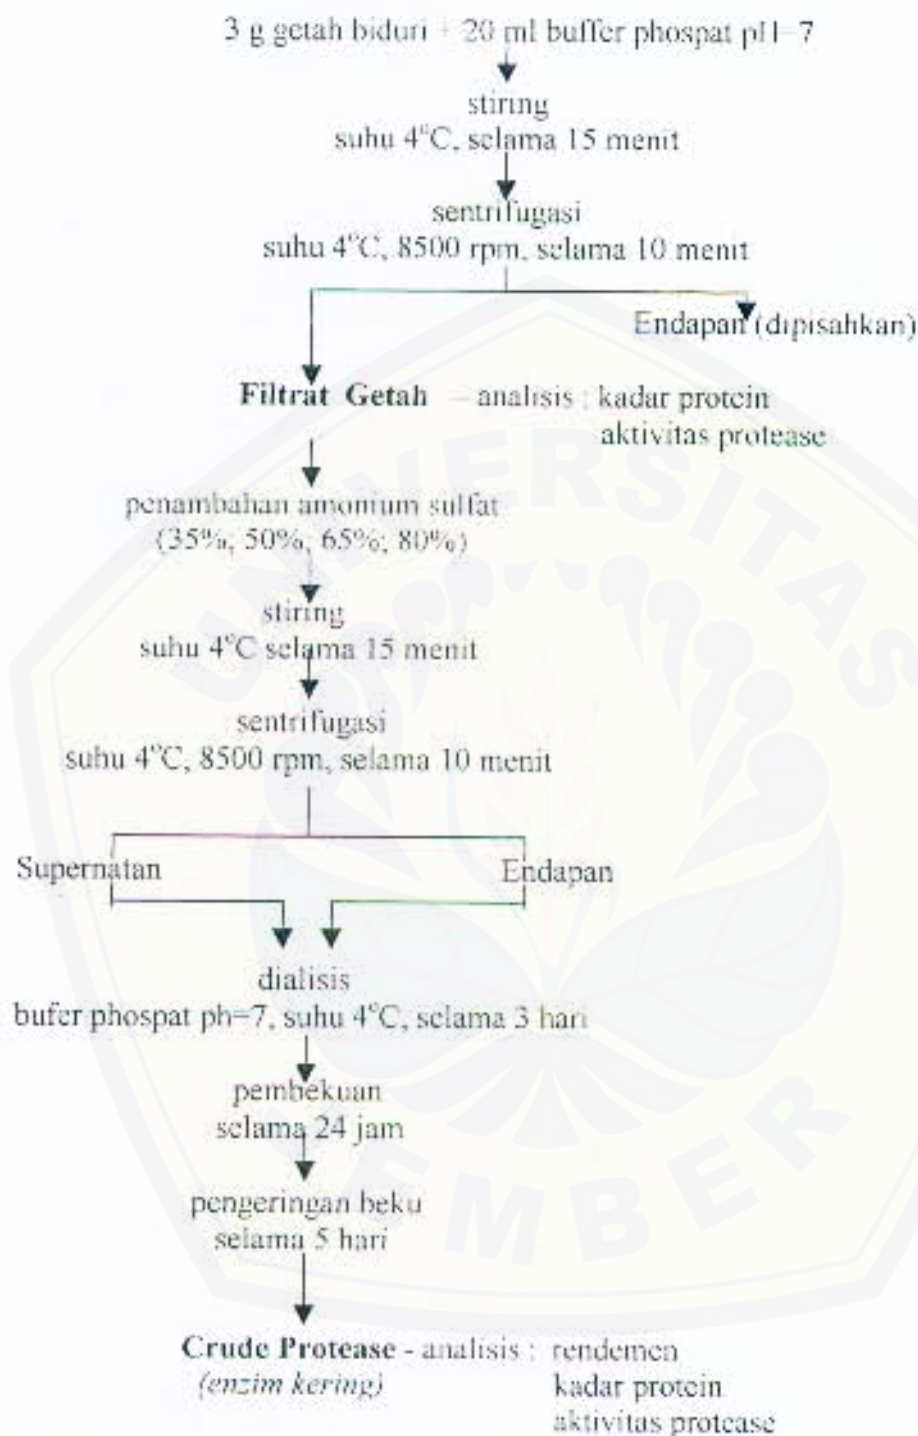 3 g getah biduri + 20 ml buffer phospat pH=7
stiring
suhu 4°C, selama 15 menit
sentrifugasi
suhu 4°C, 8500 rpm, selama 10 menit
Endapan (dipisahkan)
Filtrat Getah – analisis : kadar protein
aktivitas protease
penambahan amonium sulfat
(35%; 50%; 65%; 80%)
stiring
suhu 4°C selama 15 menit
sentrifugasi
suhu 4°C, 8500 rpm, selama 10 menit
Supernatan
Endapan
dialisis
bufer phospat ph=7, suhu 4°C, selama 3 hari
pembekuan
selama 24 jam
pengeringan beku
selama 5 hari
Crude Protease - analisis : rendemen
(enzim kering)
kadar protein
aktivitas protease
UNIVERSITAS
JEMBER